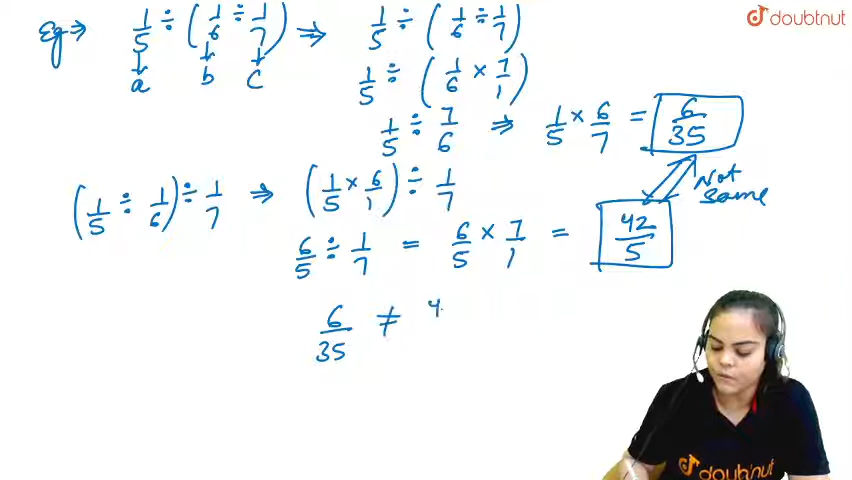 doubtnut
Eg ⇒ 1/5 ÷ (1/6 ÷ 1/7) ⇒ 1/5 ÷ (1/6 ÷ 1/7)
a b c
1/5 ÷ (1/6 × 7/1)
1/5 ÷ 7/6 ⇒ 1/5 × 6/7 = 6/35
Not Same
(1/5 ÷ 1/6) ÷ 1/7 ⇒ (1/5 × 6/1) ÷ 1/7
6/5 ÷ 1/7 = 6/5 × 7/1 = 42/5
6/35 ≠ 4
doubtnut